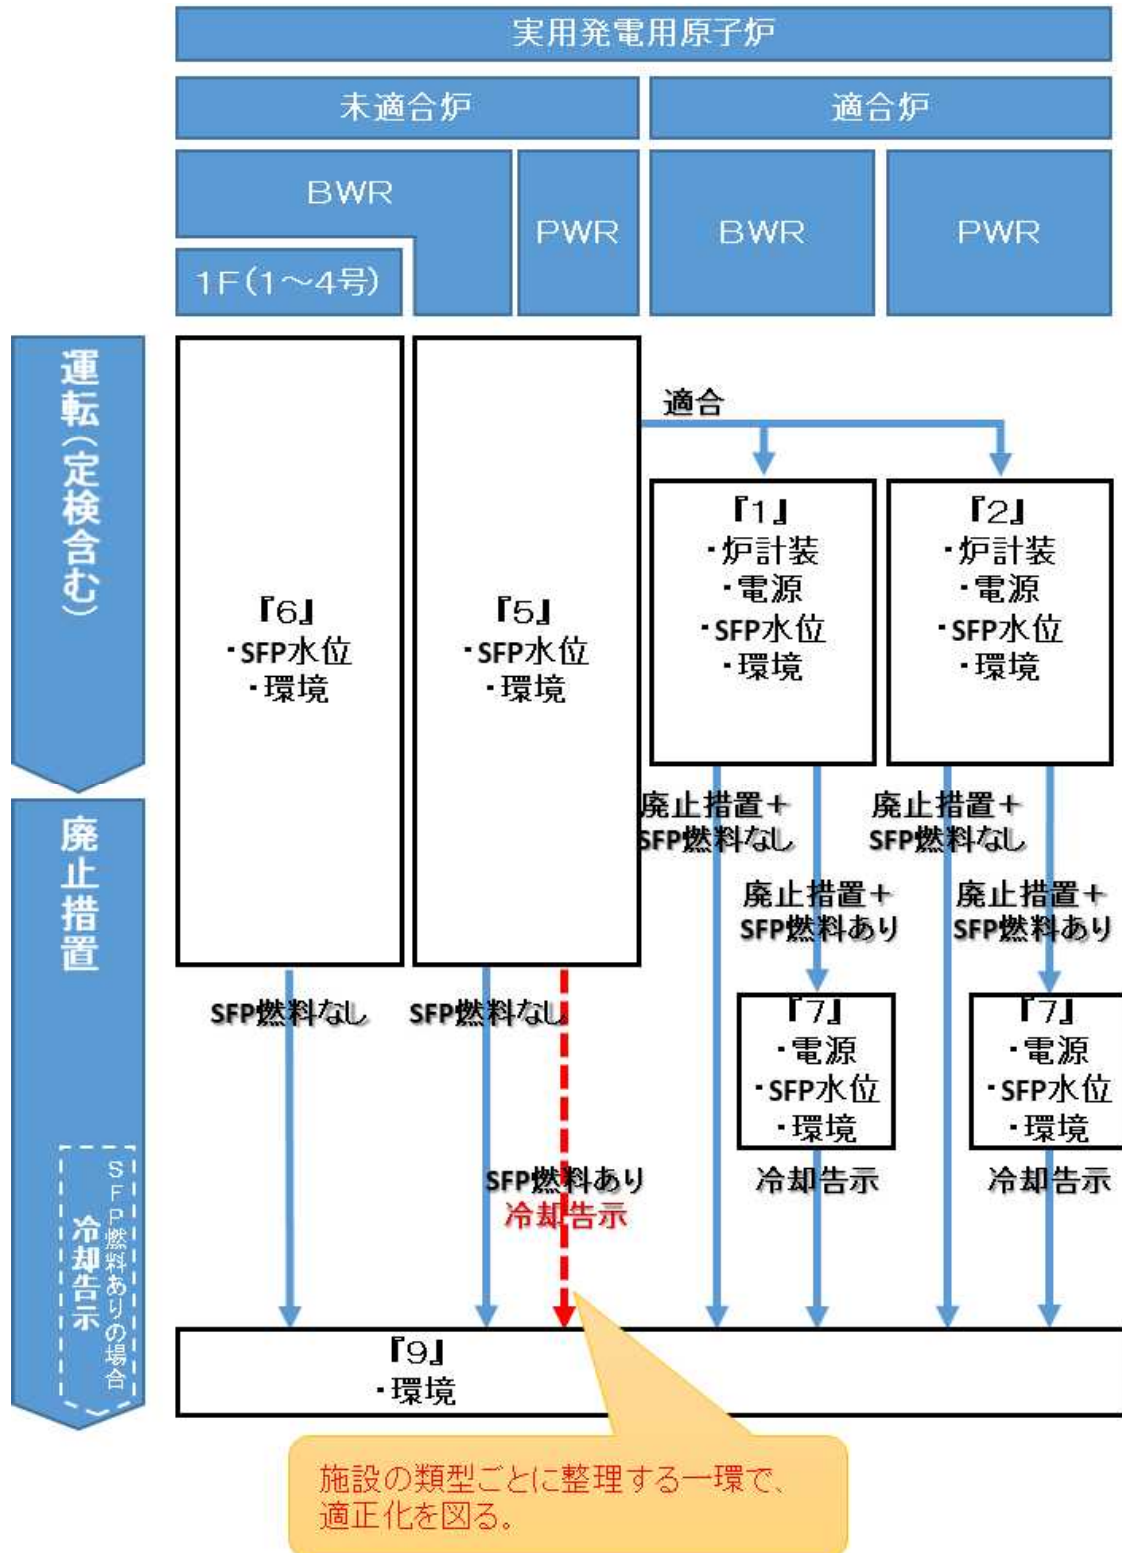 実用発電用原子炉
未適合炉
適合炉
BWR
PWR
BWR
PWR
1F(1～4号)
運転(定検含む)
適合
『6』
・SFP水位
・環境
『5』
・SFP水位
・環境
『1』
・炉計装
・電源
・SFP水位
・環境
『2』
・炉計装
・電源
・SFP水位
・環境
廃止措置
廃止措置＋
SFP燃料なし
廃止措置＋
SFP燃料なし
廃止措置＋
SFP燃料あり
廃止措置＋
SFP燃料あり
SFP燃料なし
SFP燃料なし
『7』
・電源
・SFP水位
・環境
『7』
・電源
・SFP水位
・環境
SFP燃料あり
冷却告示
冷却告示
冷却告示
SFP燃料ありの場合
冷却告示
『9』
・環境
施設の類型ごとに整理する一環で、
適正化を図る。